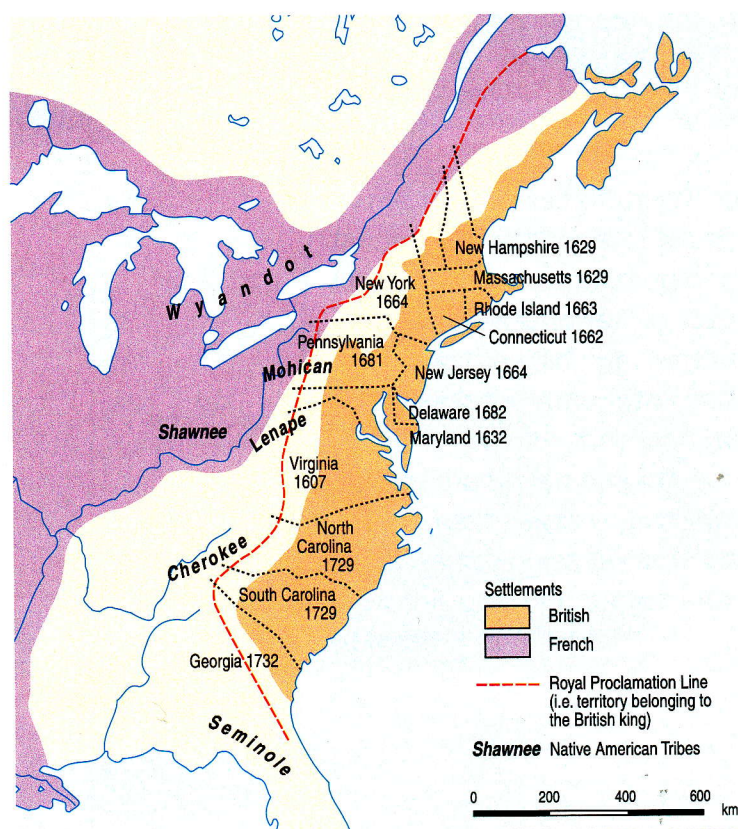 Wyandot
New York
1664
New Hampshire 1629
Massachusetts 1629
Rhode Island 1663
Connecticut 1662
Pennsylvania
1681
Mohican
New Jersey 1664
Delaware 1682
Maryland 1632
Shawnee
Lenape
Virginia
1607
North
Carolina
1729
Cherokee
South Carolina
1729
Georgia 1732
Seminole
Settlements
British
French
Royal Proclamation Line
(i.e. territory belonging to
the British king)
Shawnee Native American Tribes
0 200 400 600
km